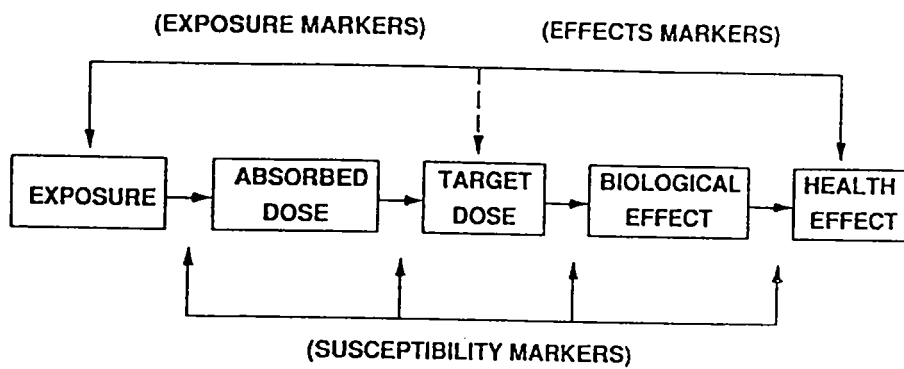 (EXPOSURE MARKERS) (EFFECTS MARKERS)
EXPOSURE
ABSORBED
DOSE
TARGET
DOSE
BIOLOGICAL
EFFECT
HEALTH
EFFECT
(SUSCEPTIBILITY MARKERS)